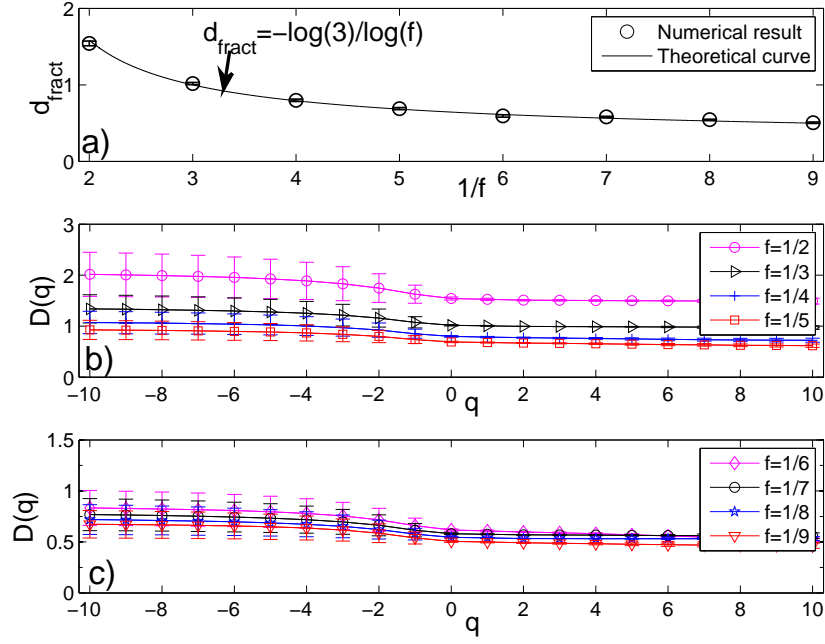 d_fract=−log(3)/log(f)
Numerical result
Theoretical curve
2
1
0
d_fract
a)
2 3 4 5 6 7 8 9
1/f
3
2
1
0
D(q)
b)
f=1/2
f=1/3
f=1/4
f=1/5
−10 −8 −6 −4 −2 0 2 4 6 8 10
q
1.5
1
0.5
0
D(q)
c)
f=1/6
f=1/7
f=1/8
f=1/9
−10 −8 −6 −4 −2 0 2 4 6 8 10
q